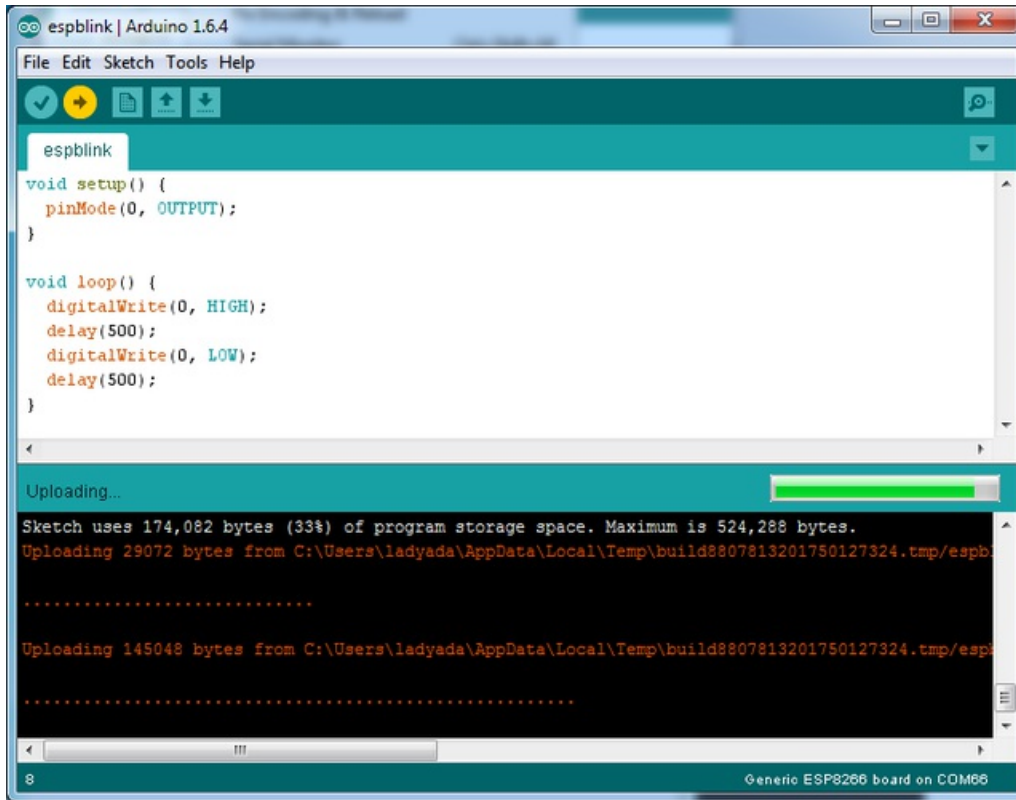 espblink | Arduino 1.6.4
File Edit Sketch Tools Help
espblink
void setup() {
  pinMode(0, OUTPUT);
}
void loop() {
  digitalWrite(0, HIGH);
  delay(500);
  digitalWrite(0, LOW);
  delay(500);
}
Uploading...
Sketch uses 174,082 bytes (33%) of program storage space. Maximum is 524,288 bytes.
Uploading 29072 bytes from C:\Users\ladyada\AppData\Local\Temp\build8807813201750127324.tmp/espb
.............................
Uploading 145048 bytes from C:\Users\ladyada\AppData\Local\Temp\build8807813201750127324.tmp/esp
.......................................................
8
Generic ESP8266 board on COM66